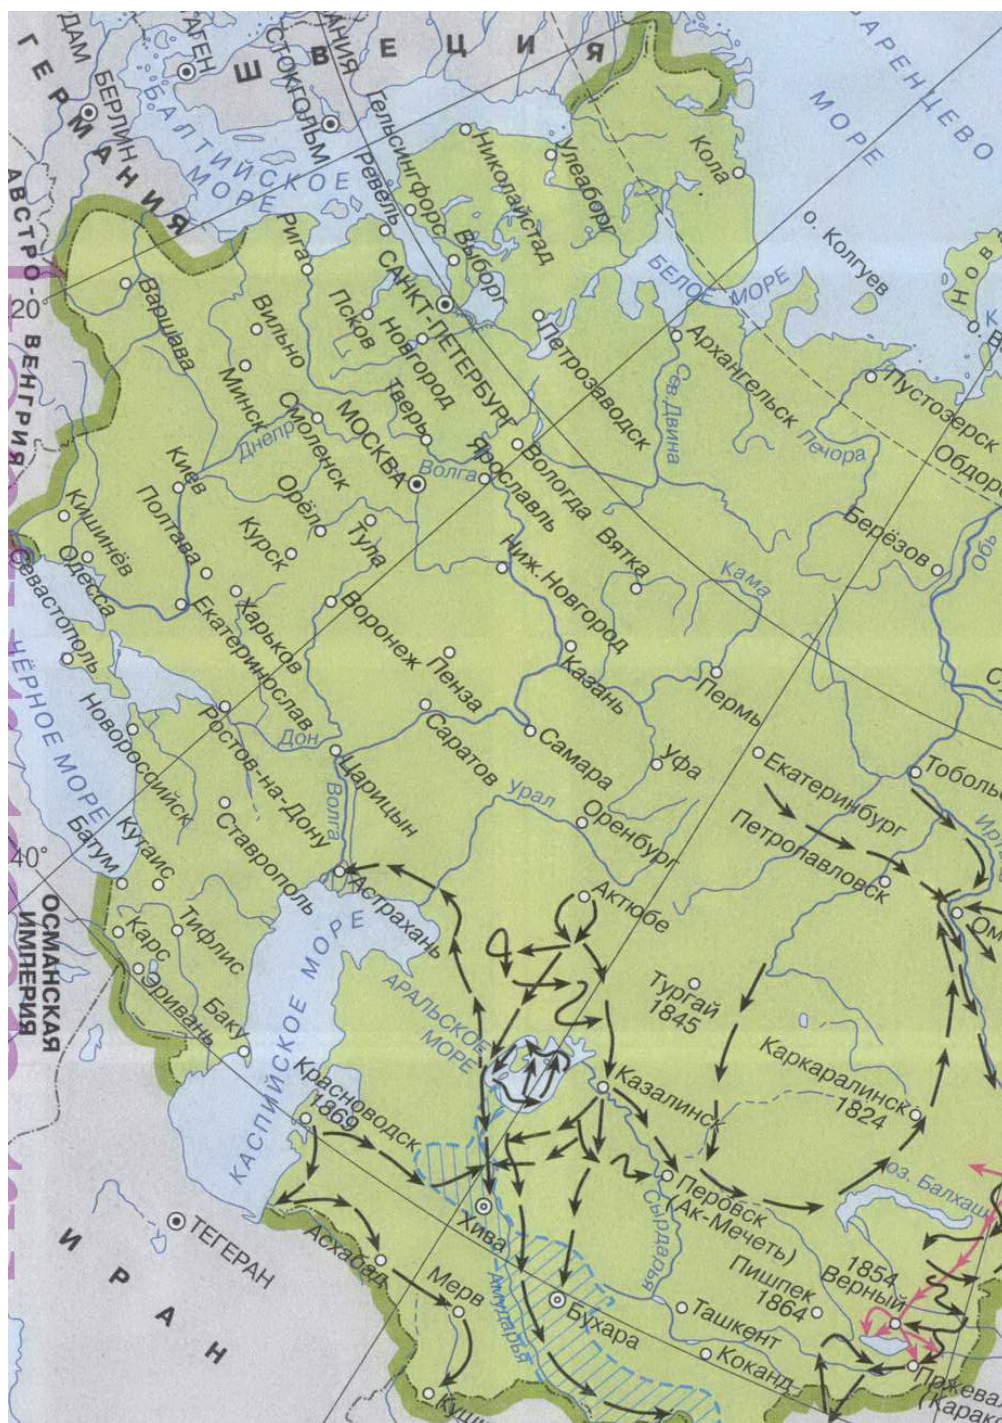 ГЕРМАНИЯ
БЕРЛИН
ШВЕЦИЯ
СТОКГОЛЬМ
БАЛТИЙСКОЕ
МОРЕ
АВСТРО-ВЕНГРИЯ
20°
БАРЕНЦЕВО
МОРЕ
о. Колгуев
Гельсингфорс
Николайстад
Улеаборг
Кола
Ревель
Выборг
Рига
САНКТ-ПЕТЕРБУРГ
БЕЛОЕ МОРЕ
Варшава
Вильно
Псков
Новгород
Петрозаводск
Архангельск
Пустозерск
Сев. Двина
Печора
Минск
Смоленск
Днепр
МОСКВА
Тверь
Волга
Ярославль
Вологда
Берёзов
Обь
Киев
Полтава
Орёл
Курск
Тула
Ниж. Новгород
Вятка
Кама
Кишинёв
Одесса
Севастополь
Екатеринослав
Харьков
Воронеж
Пенза
Казань
Пермь
ЧЁРНОЕ МОРЕ
Новороссийск
Ростов-на-Дону
Дон
Царицын
Саратов
Самара
Уфа
Екатеринбург
Волга
Урал
Оренбург
Петропавловск
40°
Батум
Кутаис
Ставрополь
Астрахань
Актюбе
ОСМАНСКАЯ
ИМПЕРИЯ
Карс
Тифлис
Эривань
Баку
КАСПИЙСКОЕ МОРЕ
АРАЛЬСКОЕ
МОРЕ
Тургай
1845
Каркаралинск
1824
Красноводск
1869
Казалинск
Перовск
(Ак-Мечеть)
оз. Балхаш
ТЕГЕРАН
ИРАН
Асхабад
Хива
Мерв
Амударья
Сырдарья
Бухара
Ташкент
Коканд
Пишпек
1864
1854
Верный